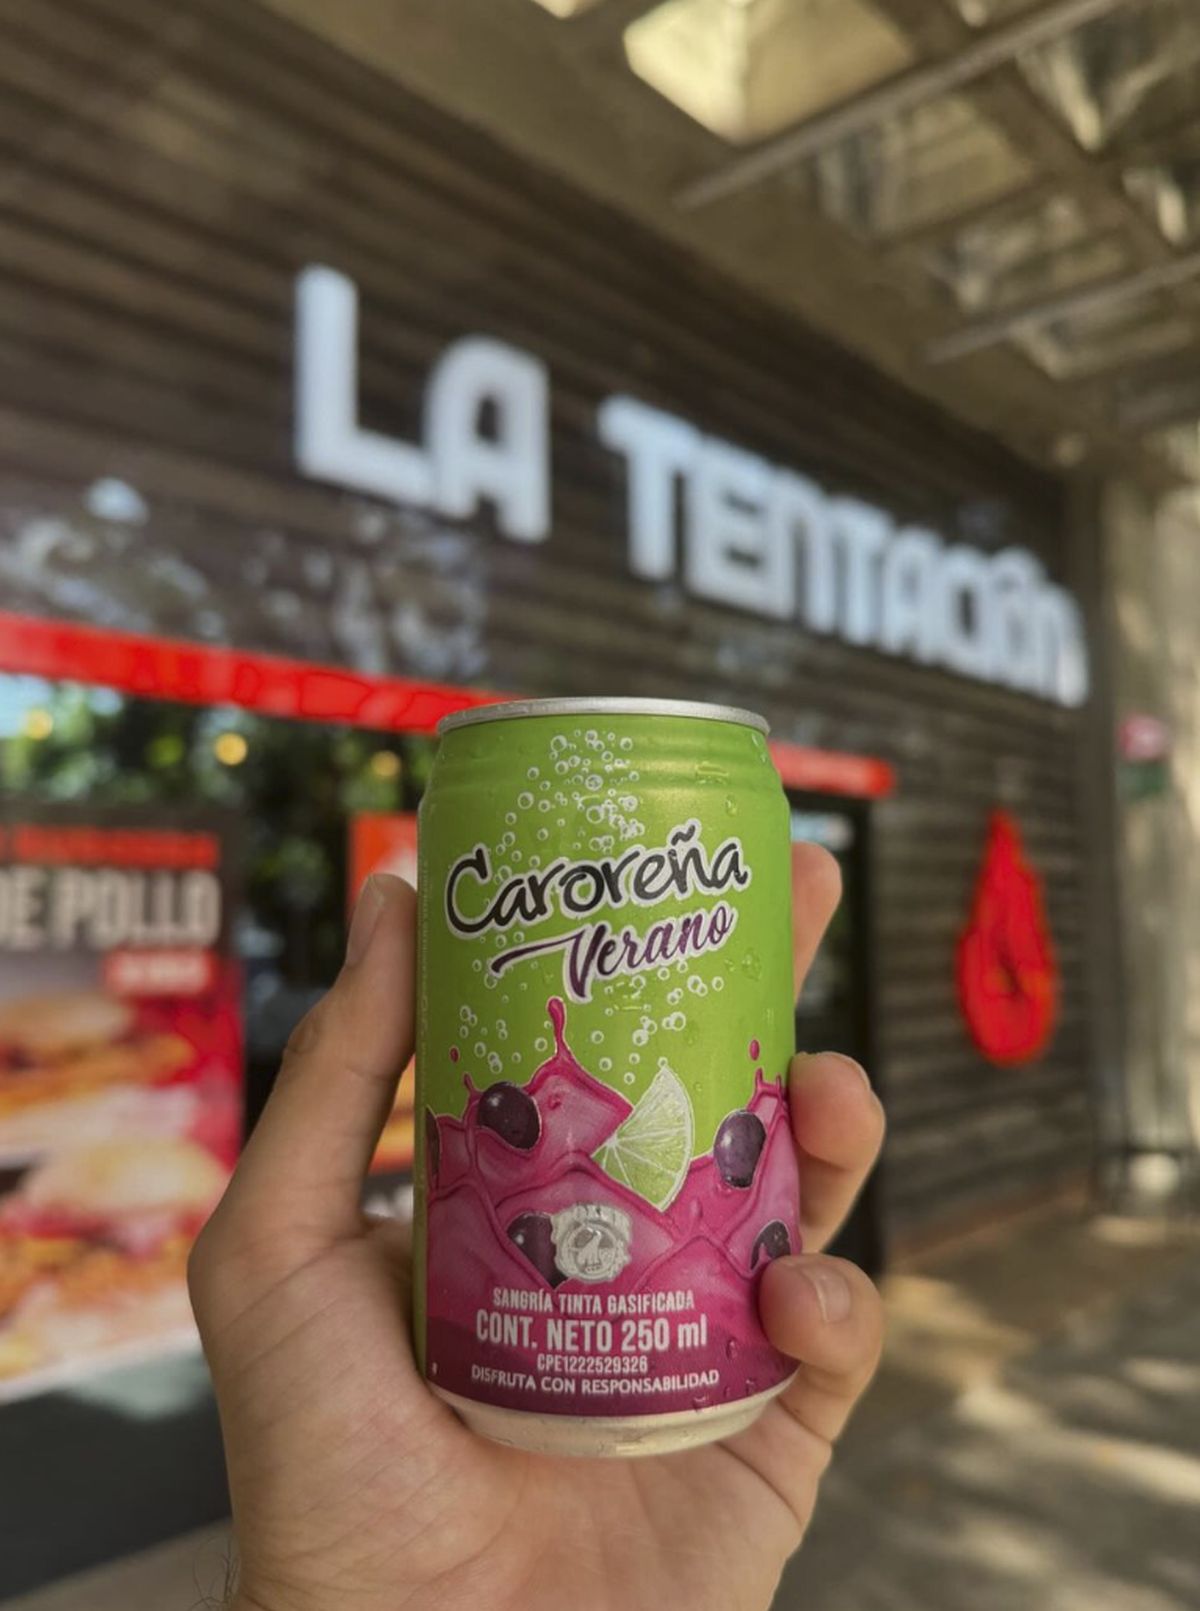 LA TENTACIÓN
DE POLLO
Caroreña
Verano
SANGRÍA TINTA GASIFICADA
CONT. NETO 250 ml
CPE1222529326
DISFRUTA CON RESPONSABILIDAD